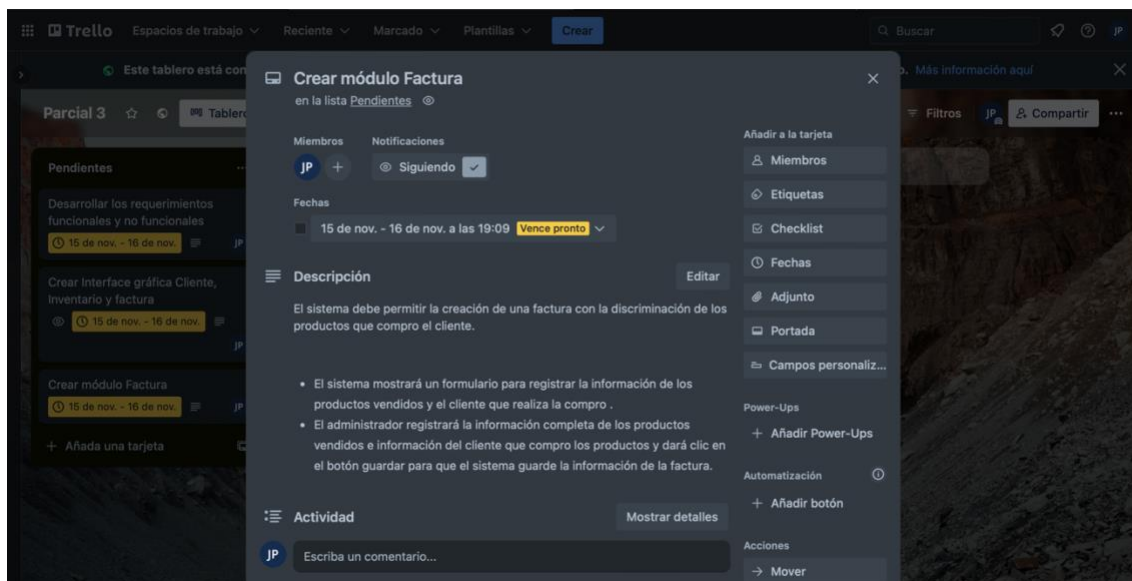 Trello Espacios de trabajo Reciente Marcado Plantillas Crear Buscar JP
Este tablero está con
o. Más información aquí
Parcial 3 Tablero Filtros JP Compartir
Pendientes
Desarrollar los requerimientos
funcionales y no funcionales
15 de nov. - 16 de nov. JP
Crear Interface gráfica Cliente,
Inventario y factura
15 de nov. - 16 de nov.
JP
Crear módulo Factura
15 de nov. - 16 de nov. JP
+ Añada una tarjeta
Crear módulo Factura
en la lista Pendientes
Miembros Notificaciones
JP + Siguiendo
Fechas
15 de nov. - 16 de nov. a las 19:09 Vence pronto
Descripción Editar
El sistema debe permitir la creación de una factura con la discriminación de los
productos que compro el cliente.
• El sistema mostrará un formulario para registrar la información de los
productos vendidos y el cliente que realiza la compro .
• El administrador registrará la información completa de los productos
vendidos e información del cliente que compro los productos y dará clic en
el botón guardar para que el sistema guarde la información de la factura.
Actividad Mostrar detalles
JP Escriba un comentario...
Añadir a la tarjeta
Miembros
Etiquetas
Checklist
Fechas
Adjunto
Portada
Campos personaliz...
Power-Ups
+ Añadir Power-Ups
Automatización
+ Añadir botón
Acciones
→ Mover